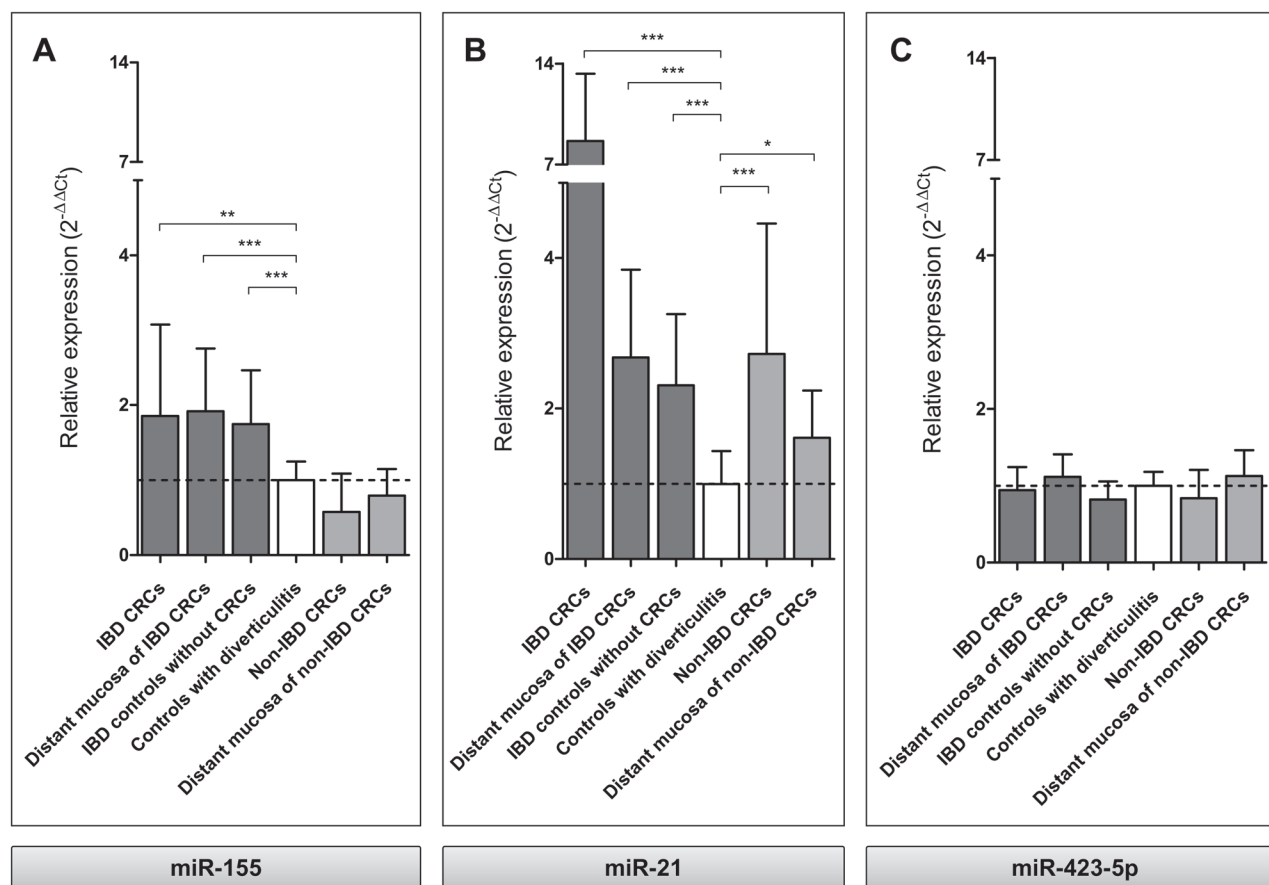 A
14
7
4
2
0
Relative expression (2-ΔΔCt)
**
***
***
IBD CRCs
Distant mucosa of IBD CRCs
IBD controls without CRCs
Controls with diverticulitis
Non-IBD CRCs
Distant mucosa of non-IBD CRCs
miR-155
B
14
7
4
2
0
Relative expression (2-ΔΔCt)
***
***
***
*
***
IBD CRCs
Distant mucosa of IBD CRCs
IBD controls without CRCs
Controls with diverticulitis
Non-IBD CRCs
Distant mucosa of non-IBD CRCs
miR-21
C
14
7
4
2
0
Relative expression (2-ΔΔCt)
IBD CRCs
Distant mucosa of IBD CRCs
IBD controls without CRCs
Controls with diverticulitis
Non-IBD CRCs
Distant mucosa of non-IBD CRCs
miR-423-5p